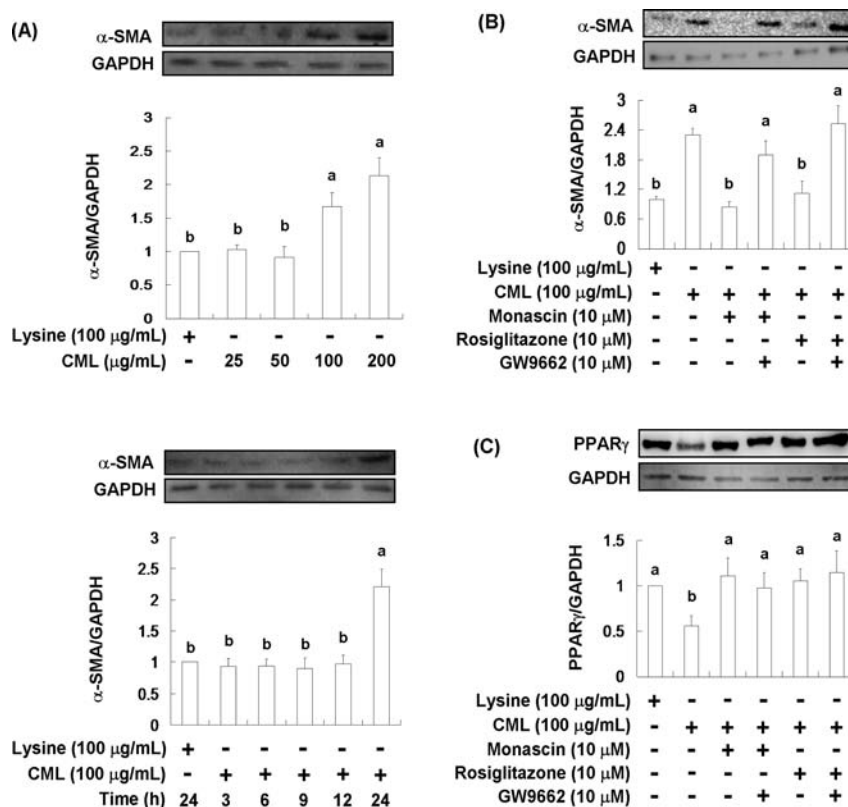 (A)
α-SMA
GAPDH
α-SMA/GAPDH
3
2.5
2
1.5
1
0.5
0
b b b a a
Lysine (100 µg/mL) + - - - -
CML (µg/mL) - 25 50 100 200
α-SMA
GAPDH
α-SMA/GAPDH
3
2.5
2
1.5
1
0.5
0
b b b b b a
Lysine (100 µg/mL) + - - - - -
CML (100 µg/mL) - + + + + +
Time (h) 24 3 6 9 12 24
(B)
α-SMA
GAPDH
α-SMA/GAPDH
3
2.4
1.8
1.2
0.6
0
b a b a b a
Lysine (100 µg/mL) + - - - - -
CML (100 µg/mL) - + + + + +
Monascin (10 µM) - - + + - -
Rosiglitazone (10 µM) - - - - + +
GW9662 (10 µM) - - - + - +
(C)
PPARγ
GAPDH
PPARγ/GAPDH
1.5
1
0.5
0
a b a a a a
Lysine (100 µg/mL) + - - - - -
CML (100 µg/mL) - + + + + +
Monascin (10 µM) - - + + - -
Rosiglitazone (10 µM) - - - - + +
GW9662 (10 µM) - - - + - +